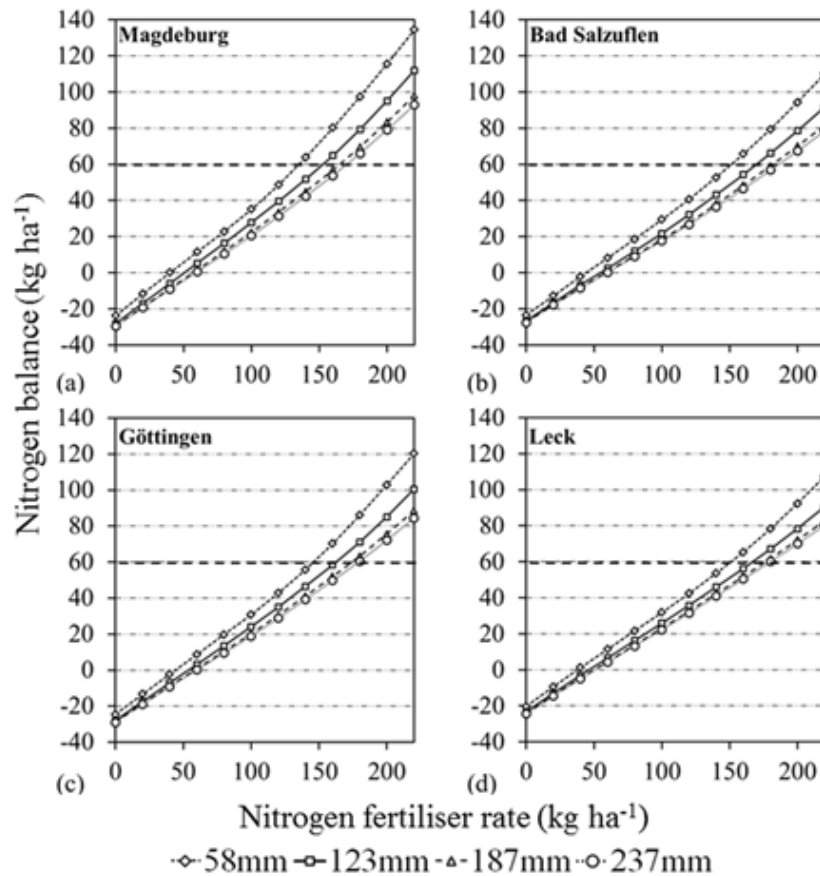 Nitrogen balance (kg ha-1)
140
120
100
80
60
40
20
0
-20
-40
Magdeburg
(a)
0 50 100 150 200
140
120
100
80
60
40
20
0
-20
-40
Bad Salzuflen
(b)
0 50 100 150 200
140
120
100
80
60
40
20
0
-20
-40
Göttingen
(c)
0 50 100 150 200
140
120
100
80
60
40
20
0
-20
-40
Leck
(d)
0 50 100 150 200
Nitrogen fertiliser rate (kg ha-1)
58mm 123mm 187mm 237mm